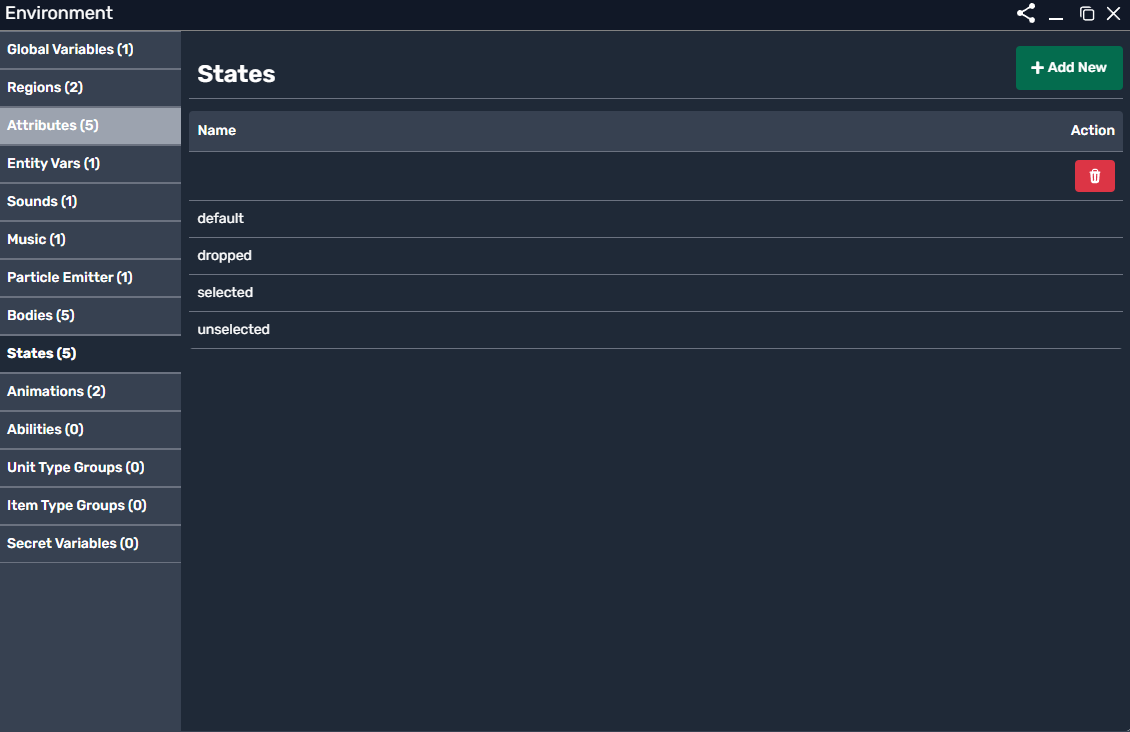 Environment
Global Variables (1)
Regions (2)
Attributes (5)
Entity Vars (1)
Sounds (1)
Music (1)
Particle Emitter (1)
Bodies (5)
States (5)
Animations (2)
Abilities (0)
Unit Type Groups (0)
Item Type Groups (0)
Secret Variables (0)
States
Add New
Name Action
default
dropped
selected
unselected